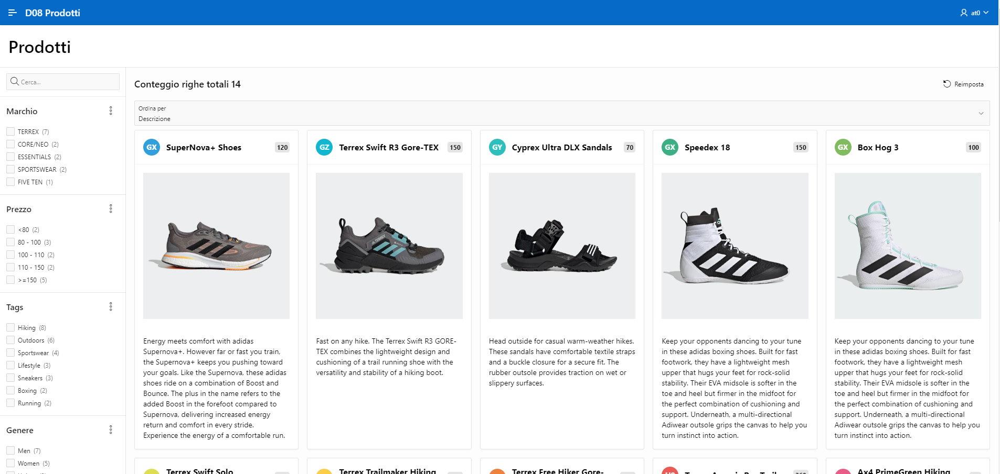 D08 Prodotti
at0
Prodotti
Cerca...
Conteggio righe totali 14
Reimposta
Ordina per
Descrizione
Marchio
TERREX (7)
CORE/NEO (2)
ESSENTIALS (2)
SPORTSWEAR (2)
FIVE TEN (1)
Prezzo
<80 (2)
80 - 100 (3)
100 - 110 (2)
110 - 150 (2)
>=150 (5)
Tags
Hiking (8)
Outdoors (6)
Sportswear (4)
Lifestyle (3)
Sneakers (3)
Boxing (2)
Running (2)
Genere
Men (7)
Women (5)
GX SuperNova+ Shoes 120
Energy meets comfort with adidas
Supernova+. However far or fast you train,
the Supernova+ keeps you pushing toward
your goals. Like the Supernova, these adidas
shoes ride on a combination of Boost and
Bounce. The plus in the name refers to the
added Boost in the forefoot compared to
Supernova, delivering increased energy
return and comfort in every stride.
Experience the energy of a comfortable run.
GZ Terrex Swift R3 Gore-TEX 150
TERREX
Fast on any hike. The Terrex Swift R3 GORE-
TEX combines the lightweight design and
cushioning of a trail running shoe with the
versatility and stability of a hiking boot.
GY Cyprex Ultra DLX Sandals 70
Head outside for casual warm-weather hikes.
These sandals have comfortable textile straps
and a buckle closure for a secure fit. The
rubber outsole provides traction on wet or
slippery surfaces.
GX Speedex 18 150
Keep your opponents dancing to your tune
in these adidas boxing shoes. Built for fast
footwork, they have a lightweight mesh
upper that hugs your feet for rock-solid
stability. Their EVA midsole is softer in the
toe and heel but firmer in the midfoot for
the perfect combination of cushioning and
support. Underneath, a multi-directional
Adiwear outsole grips the canvas to help you
turn instinct into action.
GX Box Hog 3 100
Keep your opponents dancing to your tune
in these adidas boxing shoes. Built for fast
footwork, they have a lightweight mesh
upper that hugs your feet for rock-solid
stability. Their EVA midsole is softer in the
toe and heel but firmer in the midfoot for
the perfect combination of cushioning and
support. Underneath, a multi-directional
Adiwear outsole grips the canvas to help you
turn instinct into action.
Terrex Swift Solo
Terrex Trailmaker Hiking
Terrex Free Hiker Gore-
Terrex
Ax4 PrimeGreen Hiking